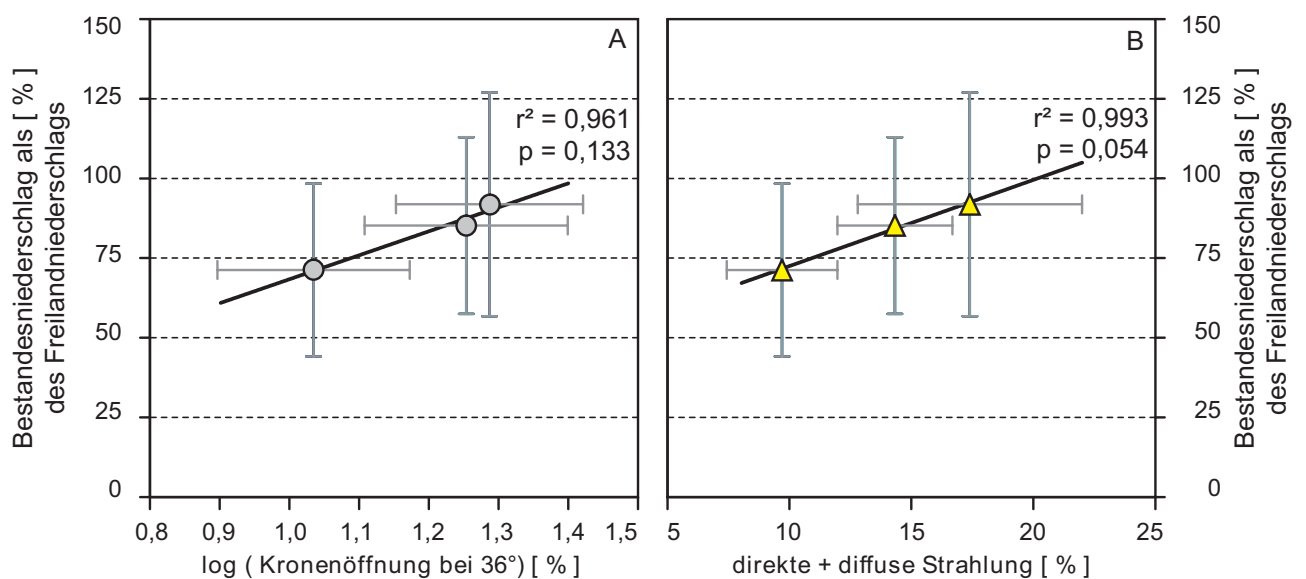 Bestandesniederschlag als [ % ]
des Freilandniederschlags
150
125
100
75
50
25
0
A
r² = 0,961
p = 0,133
0,8 0,9 1,0 1,1 1,2 1,3 1,4 1,5
log ( Kronenöffnung bei 36°) [ % ]
B
r² = 0,993
p = 0,054
5 10 15 20 25
direkte + diffuse Strahlung [ % ]
150
125
100
75
50
25
0
Bestandesniederschlag als [ % ]
des Freilandniederschlags